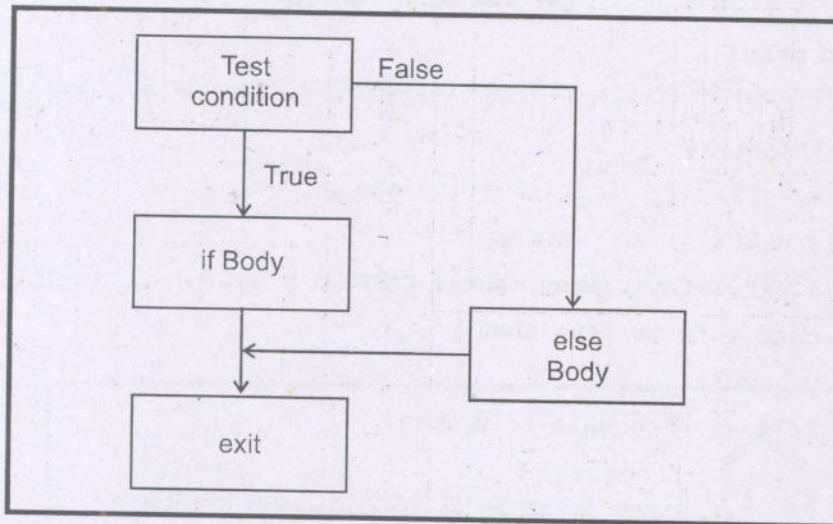 Test
condition
False
True
if Body
else
Body
exit